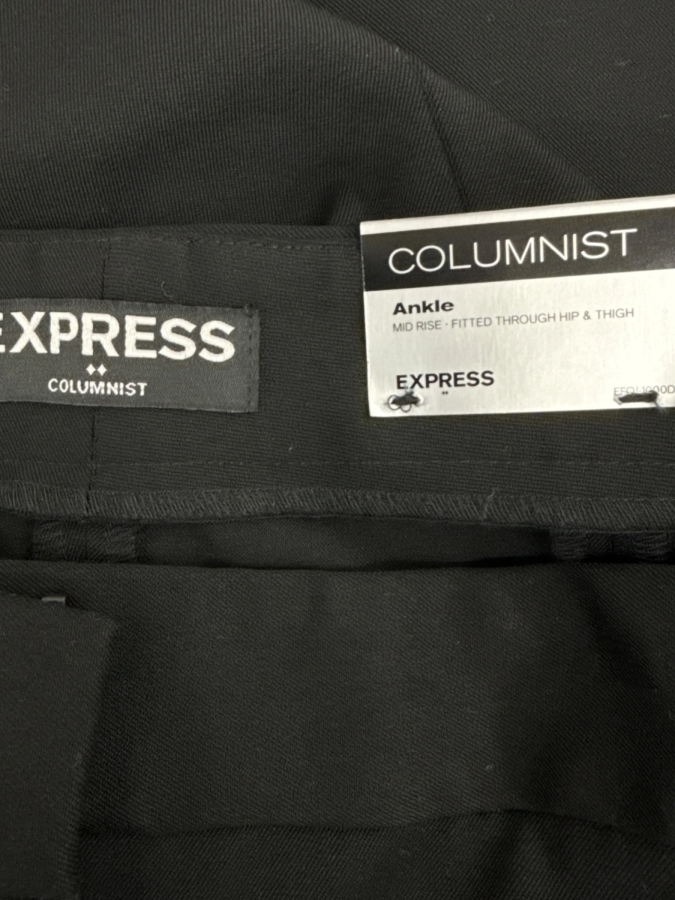 EXPRESS
COLUMNIST
COLUMNIST
Ankle
MID RISE · FITTED THROUGH HIP & THIGH
EXPRESS